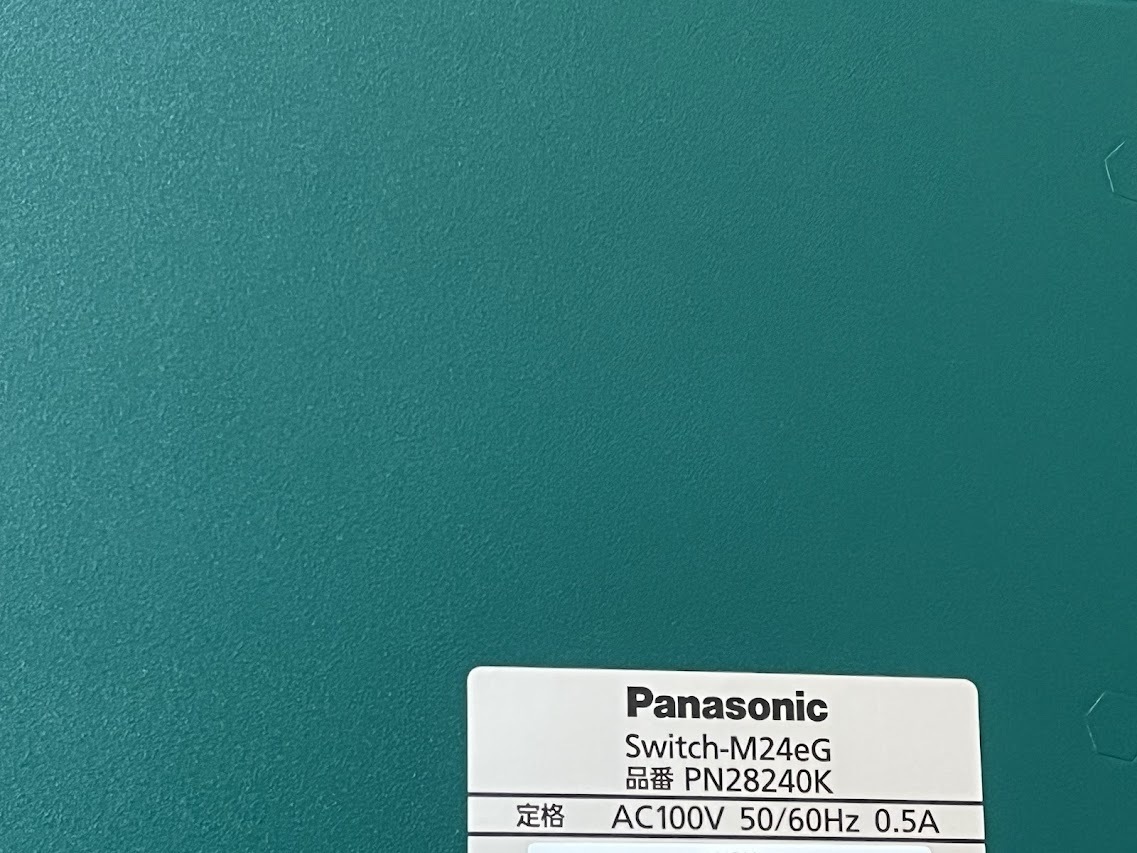 Panasonic
Switch-M24eG
品番 PN28240K
定格 AC100V 50/60Hz 0.5A